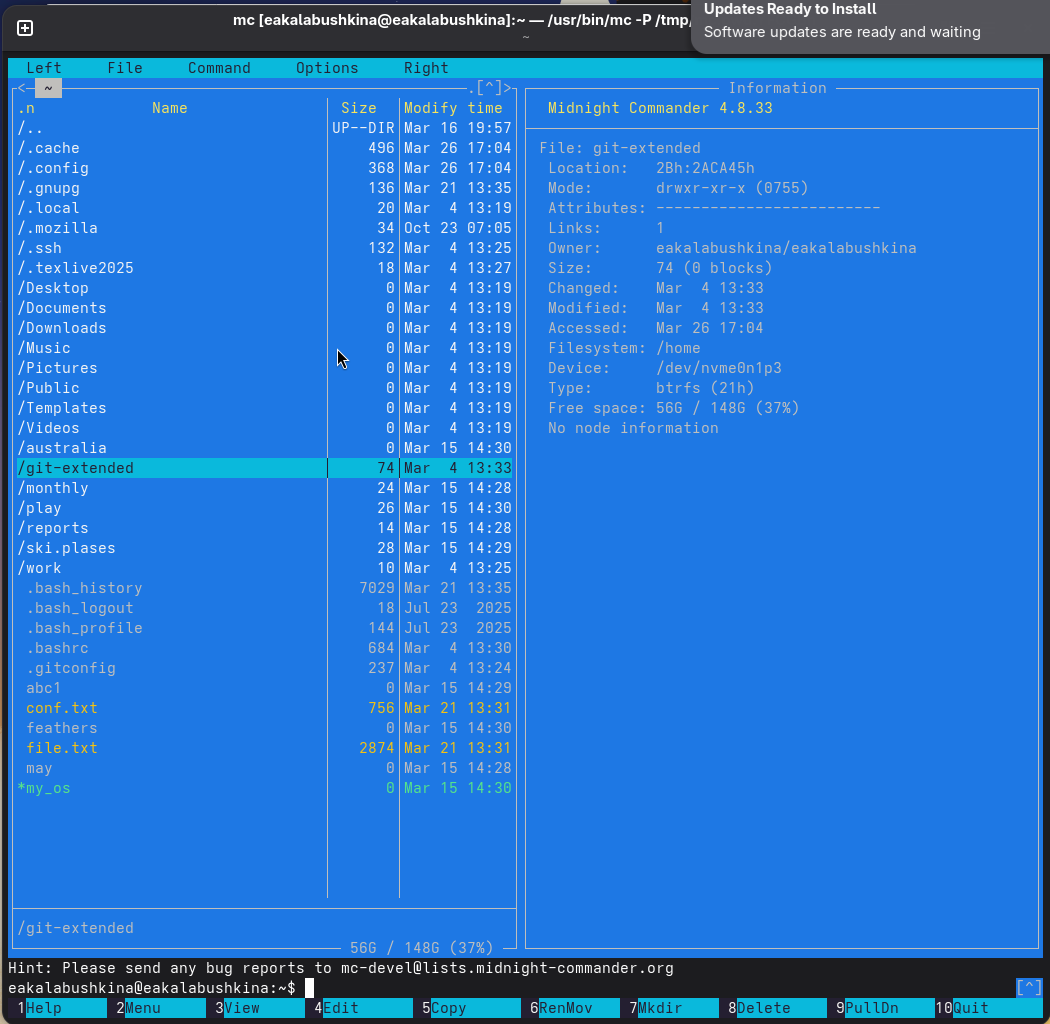 mc [eakalabushkina@eakalabushkina]:~ — /usr/bin/mc -P /tmp/
~
Updates Ready to Install
Software updates are ready and waiting
Left File Command Options Right
<─ ~ .[^]>
.n Name Size Modify time
/.. UP--DIR Mar 16 19:57
/.cache 496 Mar 26 17:04
/.config 368 Mar 26 17:04
/.gnupg 136 Mar 21 13:35
/.local 20 Mar 4 13:19
/.mozilla 34 Oct 23 07:05
/.ssh 132 Mar 4 13:25
/.texlive2025 18 Mar 4 13:27
/Desktop 0 Mar 4 13:19
/Documents 0 Mar 4 13:19
/Downloads 0 Mar 4 13:19
/Music 0 Mar 4 13:19
/Pictures 0 Mar 4 13:19
/Public 0 Mar 4 13:19
/Templates 0 Mar 4 13:19
/Videos 0 Mar 4 13:19
/australia 0 Mar 15 14:30
/git-extended 74 Mar 4 13:33
/monthly 24 Mar 15 14:28
/play 26 Mar 15 14:30
/reports 14 Mar 15 14:28
/ski.plases 28 Mar 15 14:29
/work 10 Mar 4 13:25
.bash_history 7029 Mar 21 13:35
.bash_logout 18 Jul 23 2025
.bash_profile 144 Jul 23 2025
.bashrc 684 Mar 4 13:30
.gitconfig 237 Mar 4 13:24
abc1 0 Mar 15 14:29
conf.txt 756 Mar 21 13:31
feathers 0 Mar 15 14:30
file.txt 2874 Mar 21 13:31
may 0 Mar 15 14:28
*my_os 0 Mar 15 14:30
/git-extended
56G / 148G (37%)
Information
Midnight Commander 4.8.33
File: git-extended
Location: 2Bh:2ACA45h
Mode: drwxr-xr-x (0755)
Attributes: -------------------------
Links: 1
Owner: eakalabushkina/eakalabushkina
Size: 74 (0 blocks)
Changed: Mar 4 13:33
Modified: Mar 4 13:33
Accessed: Mar 26 17:04
Filesystem: /home
Device: /dev/nvme0n1p3
Type: btrfs (21h)
Free space: 56G / 148G (37%)
No node information
Hint: Please send any bug reports to mc-devel@lists.midnight-commander.org
eakalabushkina@eakalabushkina:~$ [^]
1Help 2Menu 3View 4Edit 5Copy 6RenMov 7Mkdir 8Delete 9PullDn 10Quit